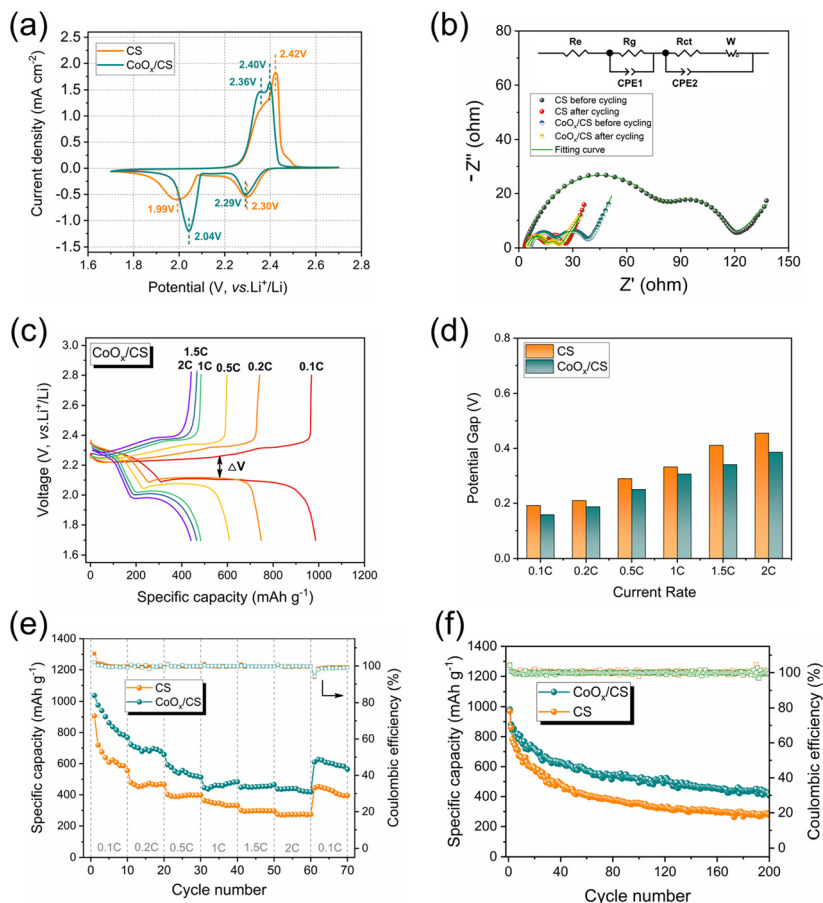 (a)
CS
CoOx/CS
2.42V
2.40V
2.36V
1.99V
2.04V
2.29V
2.30V
2.5
2.0
1.5
1.0
0.5
0.0
-0.5
-1.0
-1.5
1.6 1.8 2.0 2.2 2.4 2.6 2.8
Current density (mA cm⁻²)
Potential (V, vs.Li⁺/Li)
(b)
Re Rg Rct W
CPE1 CPE2
CS before cycling
CS after cycling
CoOx/CS before cycling
CoOx/CS after cycling
Fitting curve
80
60
40
20
0
0 30 60 90 120 150
-Z'' (ohm)
Z' (ohm)
(c)
CoOx/CS
1.5C
2C 1C 0.5C 0.2C 0.1C
ΔV
3.0
2.8
2.6
2.4
2.2
2.0
1.8
1.6
0 200 400 600 800 1000 1200
Voltage (V, vs.Li⁺/Li)
Specific capacity (mAh g⁻¹)
(d)
CS
CoOx/CS
0.8
0.6
0.4
0.2
0.0
0.1C 0.2C 0.5C 1C 1.5C 2C
Potential Gap (V)
Current Rate
(e)
CS
CoOx/CS
1400
1200
1000
800
600
400
200
0
100
80
60
40
20
0
0.1C 0.2C 0.5C 1C 1.5C 2C 0.1C
0 10 20 30 40 50 60 70
Specific capacity (mAh g⁻¹)
Coulombic efficiency (%)
Cycle number
(f)
CoOx/CS
CS
1400
1200
1000
800
600
400
200
0
100
80
60
40
20
0
0 40 80 120 160 200
Specific capacity (mAh g⁻¹)
Coulombic efficiency (%)
Cycle number